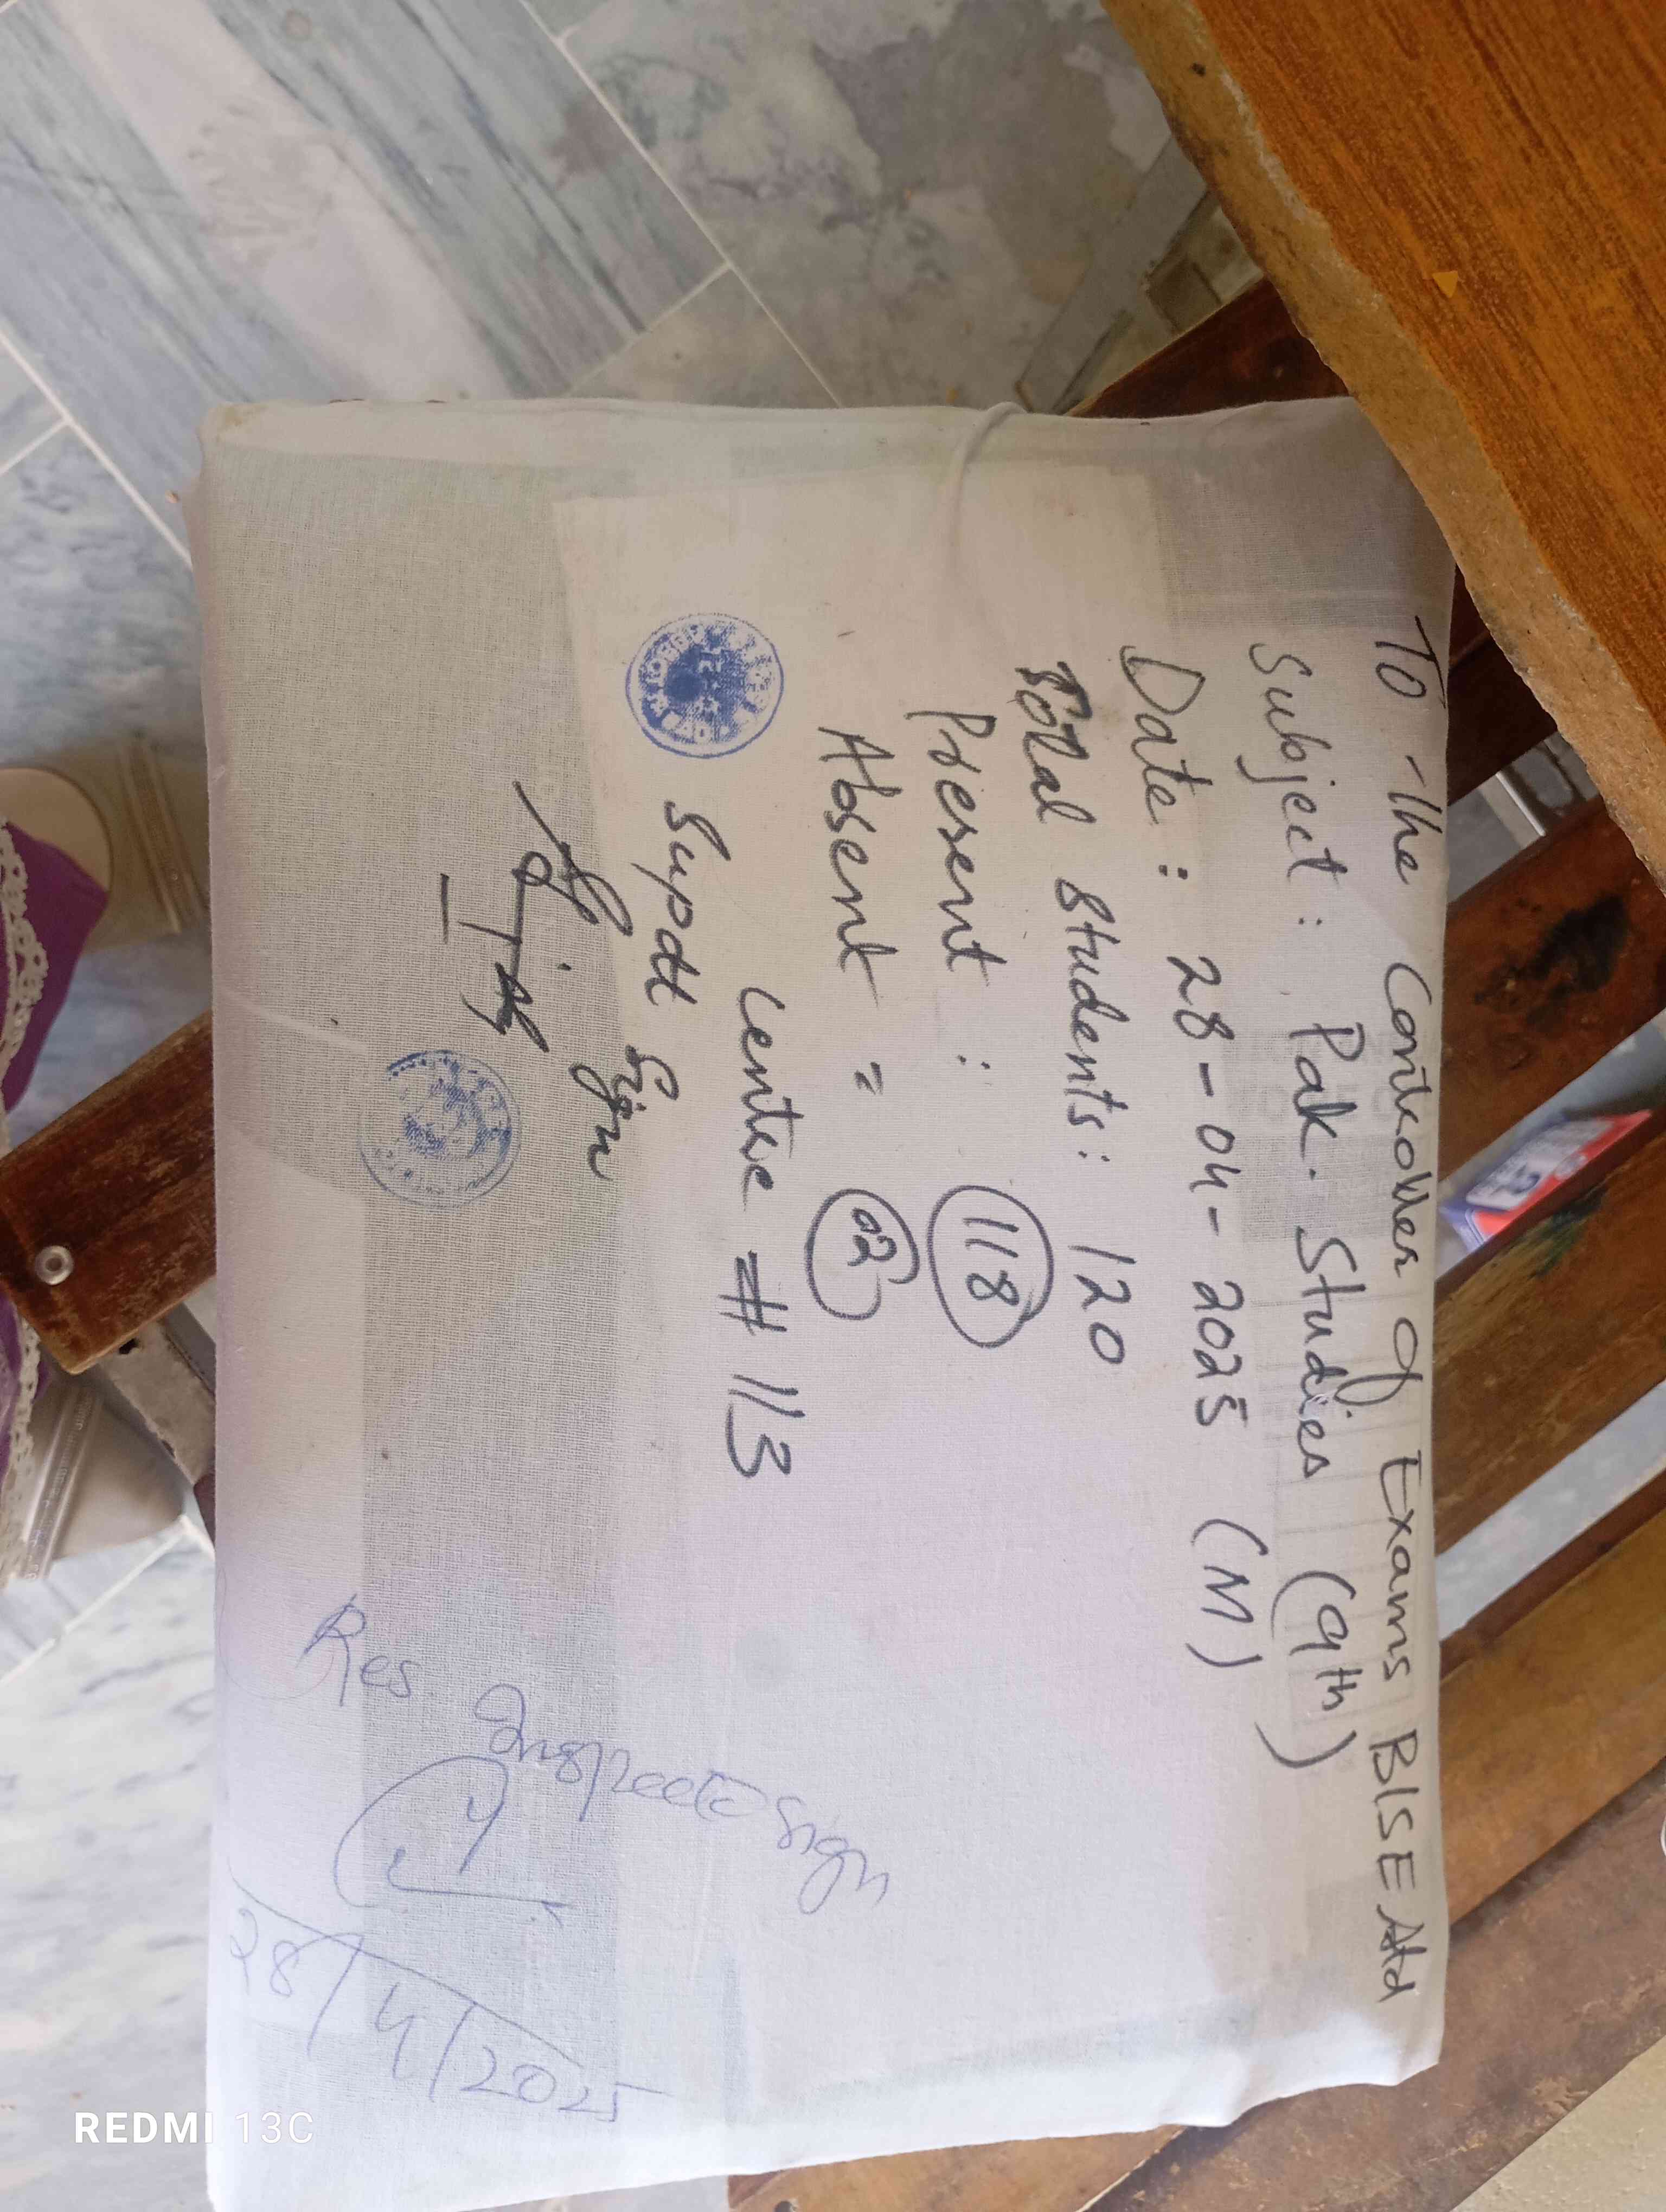 To the Controller of Exams BISE Atd
Subject : Pak. Studies (9th)
Date : 28-04-2025 (M)
Total Students : 120
Present : 118
Absent = 02
Centre # 113
Supdt Sign
Res Inspector sign
28/4/2025
REDMI 13C